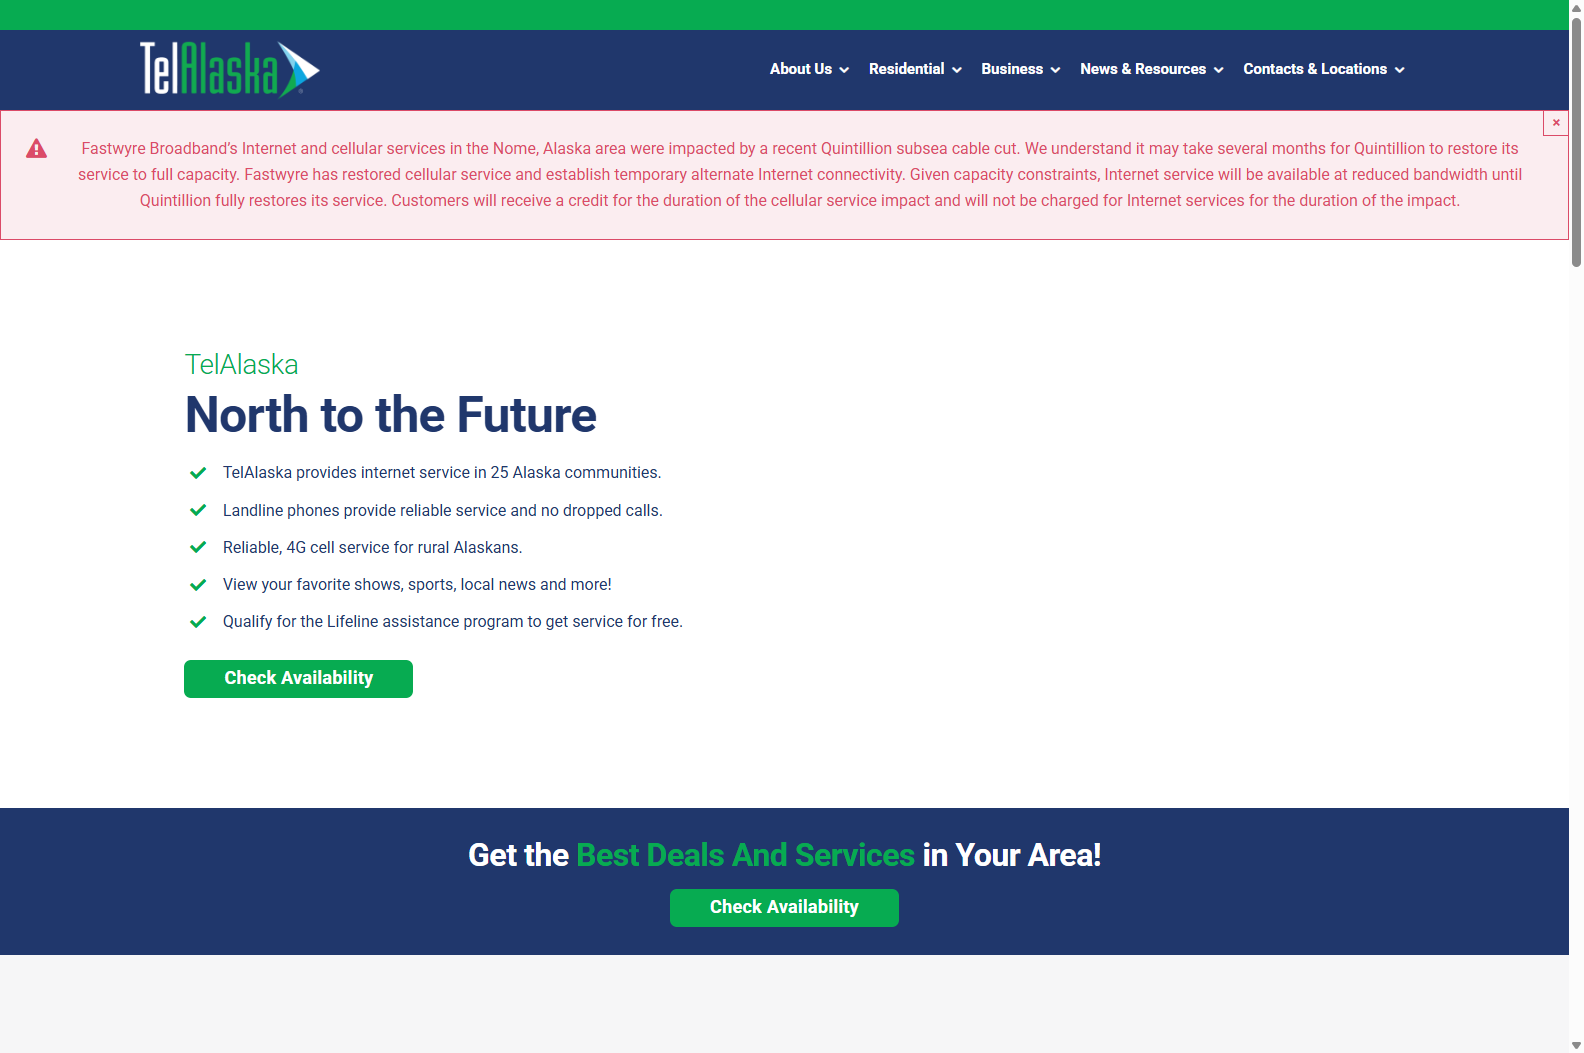 TelAlaska
About Us
Residential
Business
News & Resources
Contacts & Locations
×
Fastwyre Broadband’s Internet and cellular services in the Nome, Alaska area were impacted by a recent Quintillion subsea cable cut. We understand it may take several months for Quintillion to restore its
service to full capacity. Fastwyre has restored cellular service and establish temporary alternate Internet connectivity. Given capacity constraints, Internet service will be available at reduced bandwidth until
Quintillion fully restores its service. Customers will receive a credit for the duration of the cellular service impact and will not be charged for Internet services for the duration of the impact.
TelAlaska
North to the Future
TelAlaska provides internet service in 25 Alaska communities.
Landline phones provide reliable service and no dropped calls.
Reliable, 4G cell service for rural Alaskans.
View your favorite shows, sports, local news and more!
Qualify for the Lifeline assistance program to get service for free.
Check Availability
Get the Best Deals And Services in Your Area!
Check Availability